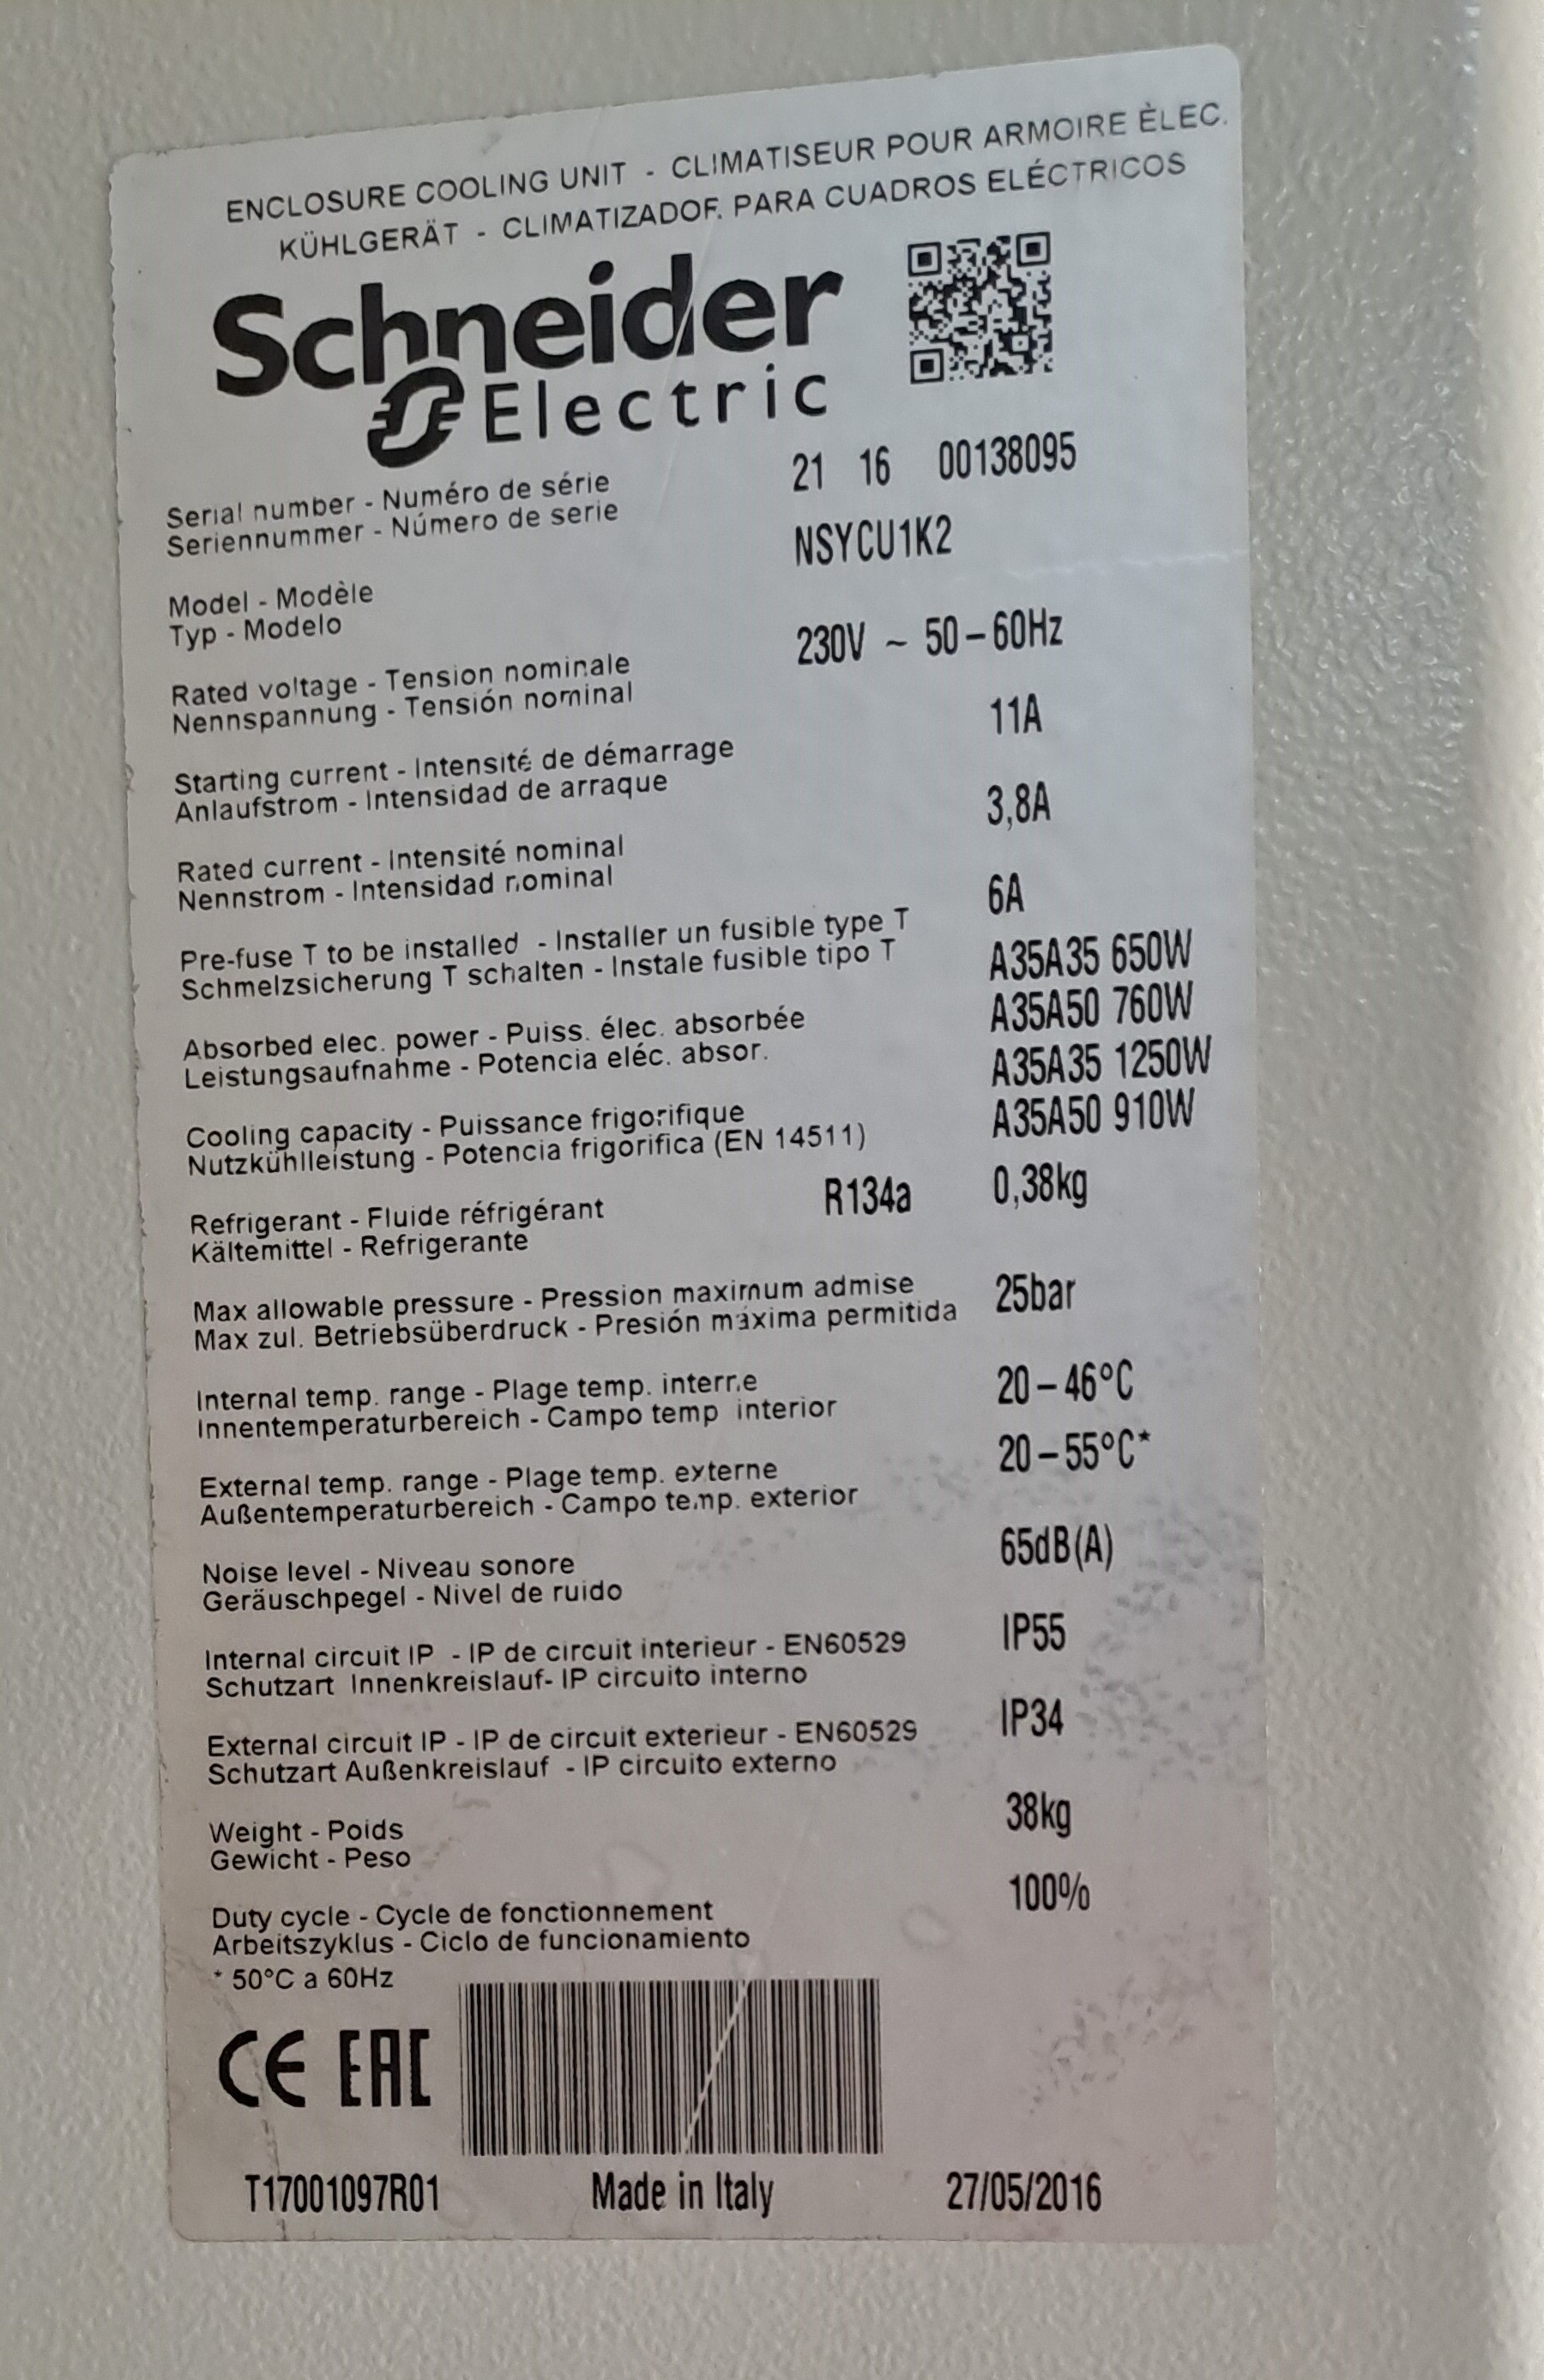 ENCLOSURE COOLING UNIT - CLIMATISEUR POUR ARMOIRE ÈLEC.
KÜHLGERÄT - CLIMATIZADOR PARA CUADROS ELÉCTRICOS
Schneider
Electric
Serial number - Numéro de série 21 16 00138095
Seriennummer - Número de serie
Model - Modèle NSYCU1K2
Typ - Modelo
Rated voltage - Tension nominale 230V ~ 50 – 60Hz
Nennspannung - Tensión nominal
Starting current - Intensité de démarrage 11A
Anlaufstrom - Intensidad de arraque
Rated current - Intensité nominal 3,8A
Nennstrom - Intensidad nominal
Pre-fuse T to be installed - Installer un fusible type T 6A
Schmelzsicherung T schalten - Instale fusible tipo T
Absorbed elec. power - Puiss. élec. absorbée A35A35 650W
Leistungsaufnahme - Potencia eléc. absor. A35A50 760W
Cooling capacity - Puissance frigorifique A35A35 1250W
Nutzkühlleistung - Potencia frigorifica (EN 14511) A35A50 910W
Refrigerant - Fluide réfrigérant R134a 0,38kg
Kältemittel - Refrigerante
Max allowable pressure - Pression maximum admise 25bar
Max zul. Betriebsüberdruck - Presión máxima permitida
Internal temp. range - Plage temp. interne 20 – 46°C
Innentemperaturbereich - Campo temp interior
External temp. range - Plage temp. externe 20 – 55°C*
Außentemperaturbereich - Campo temp. exterior
Noise level - Niveau sonore 65dB(A)
Geräuschpegel - Nivel de ruido
Internal circuit IP - IP de circuit interieur - EN60529 IP55
Schutzart Innenkreislauf- IP circuito interno
External circuit IP - IP de circuit exterieur - EN60529 IP34
Schutzart Außenkreislauf - IP circuito externo
Weight - Poids 38kg
Gewicht - Peso
Duty cycle - Cycle de fonctionnement 100%
Arbeitszyklus - Ciclo de funcionamiento
* 50°C a 60Hz
CE EAC
T17001097R01 Made in Italy 27/05/2016